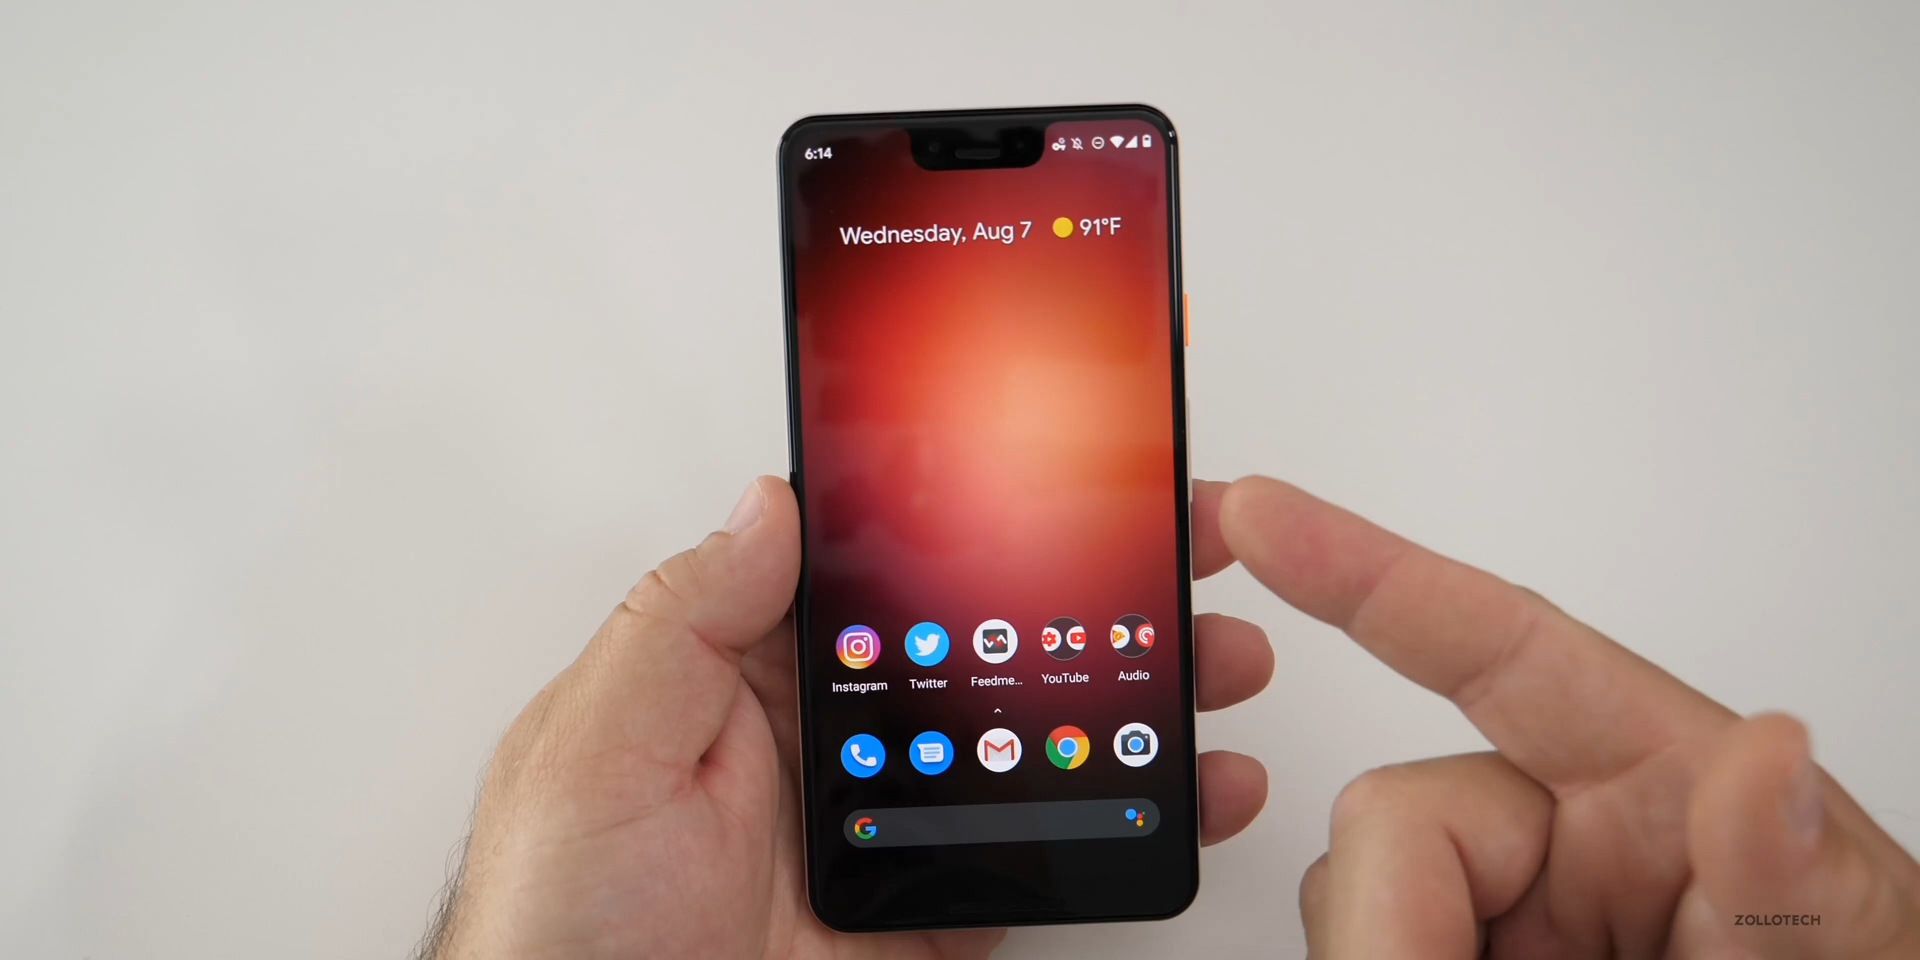 6:14
Wednesday, Aug 7 91°F
Instagram Twitter Feedme... YouTube Audio
ZOLLOTECH